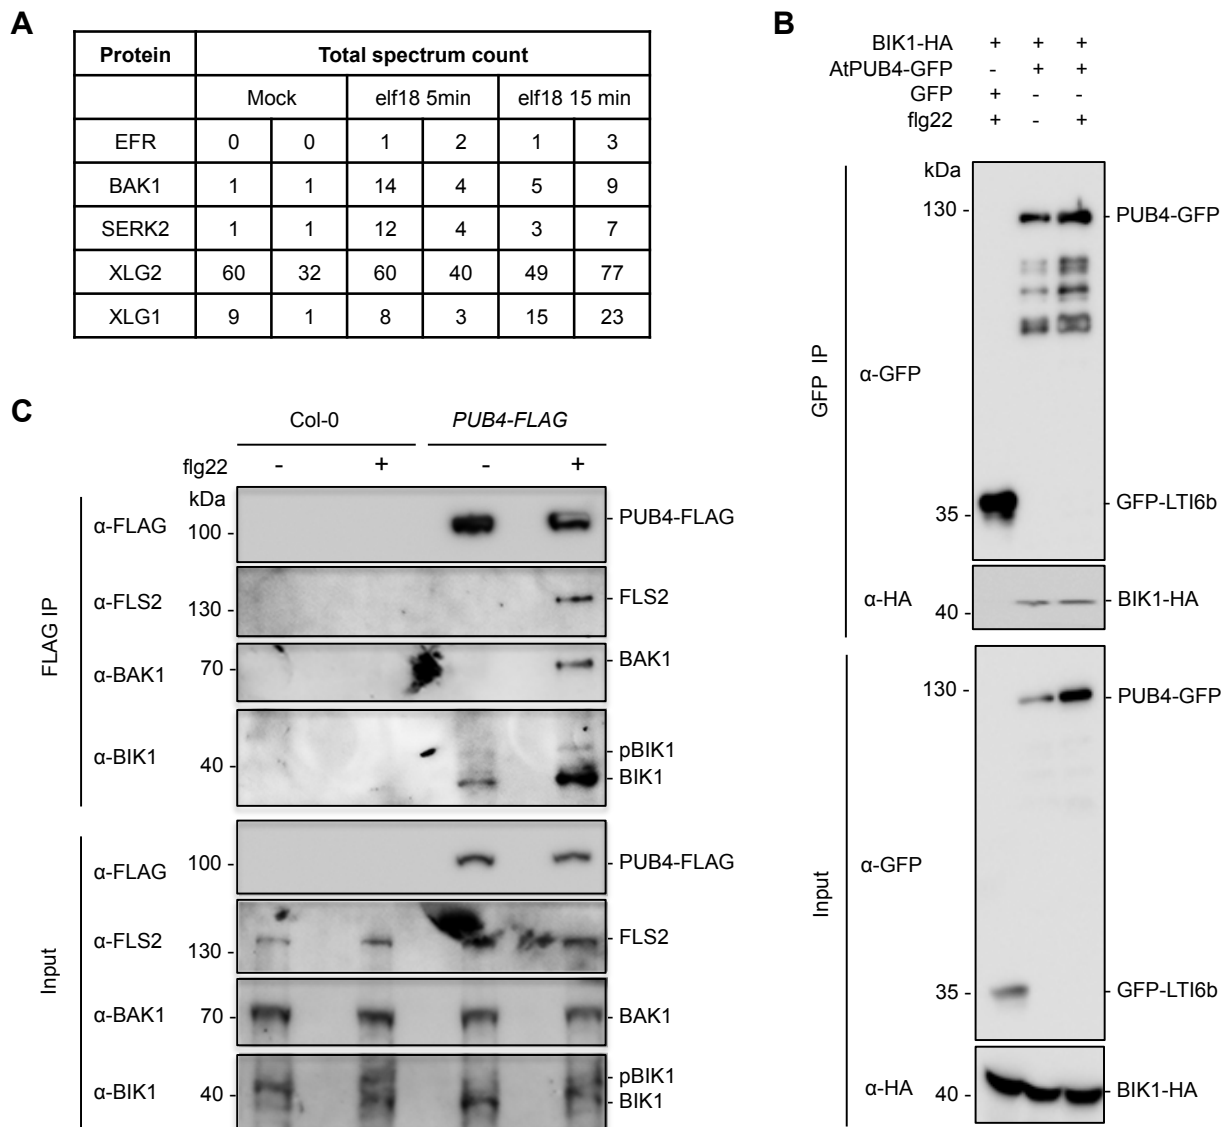 A
Protein Total spectrum count
Mock elf18 5min elf18 15 min
EFR 0 0 1 2 1 3
BAK1 1 1 14 4 5 9
SERK2 1 1 12 4 3 7
XLG2 60 32 60 40 49 77
XLG1 9 1 8 3 15 23
B
BIK1-HA + + +
AtPUB4-GFP - + +
GFP + - -
flg22 + - +
kDa
130 - - PUB4-GFP
GFP IP
α-GFP
35 - - GFP-LTI6b
α-HA 40 - - BIK1-HA
130 - - PUB4-GFP
Input
α-GFP
35 - - GFP-LTI6b
α-HA 40 - - BIK1-HA
C
Col-0 PUB4-FLAG
flg22 - + - +
kDa
FLAG IP
α-FLAG 100 - - PUB4-FLAG
α-FLS2 130 - - FLS2
α-BAK1 70 - - BAK1
α-BIK1 40 - - pBIK1
- BIK1
Input
α-FLAG 100 - - PUB4-FLAG
α-FLS2 130 - - FLS2
α-BAK1 70 - - BAK1
α-BIK1 40 - - pBIK1
- BIK1